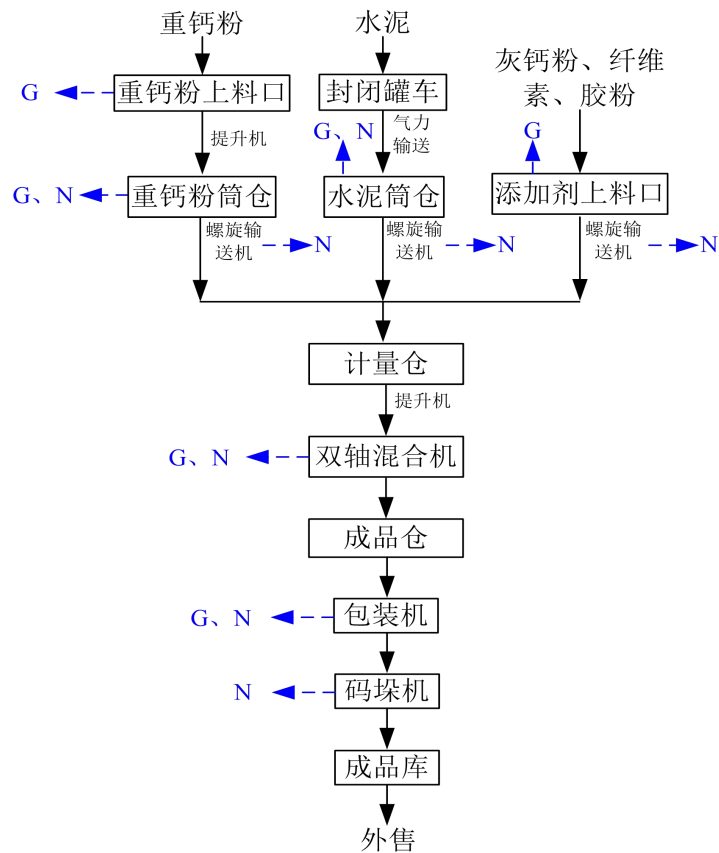 重钙粉
水泥
灰钙粉、纤维
素、胶粉
G
重钙粉上料口
封闭罐车
提升机
G、N
气力
输送
G
G、N
重钙粉筒仓
水泥筒仓
添加剂上料口
螺旋输
送机
N
螺旋输
送机
N
螺旋输
送机
N
计量仓
提升机
G、N
双轴混合机
成品仓
G、N
包装机
N
码垛机
成品库
外售